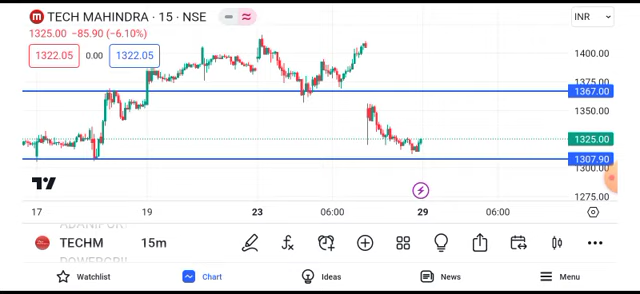 TECH MAHINDRA · 15 · NSE
INR
1325.00 −85.90 (−6.10%)
1322.05 0.00 1322.05
1400.00
1375.00
1367.00
1350.00
1325.00
1307.90
1300.00
1275.00
17 19 23 06:00 29 06:00
ADANIPOR
TECHM 15m
POWERGRI
Watchlist Chart Ideas News Menu